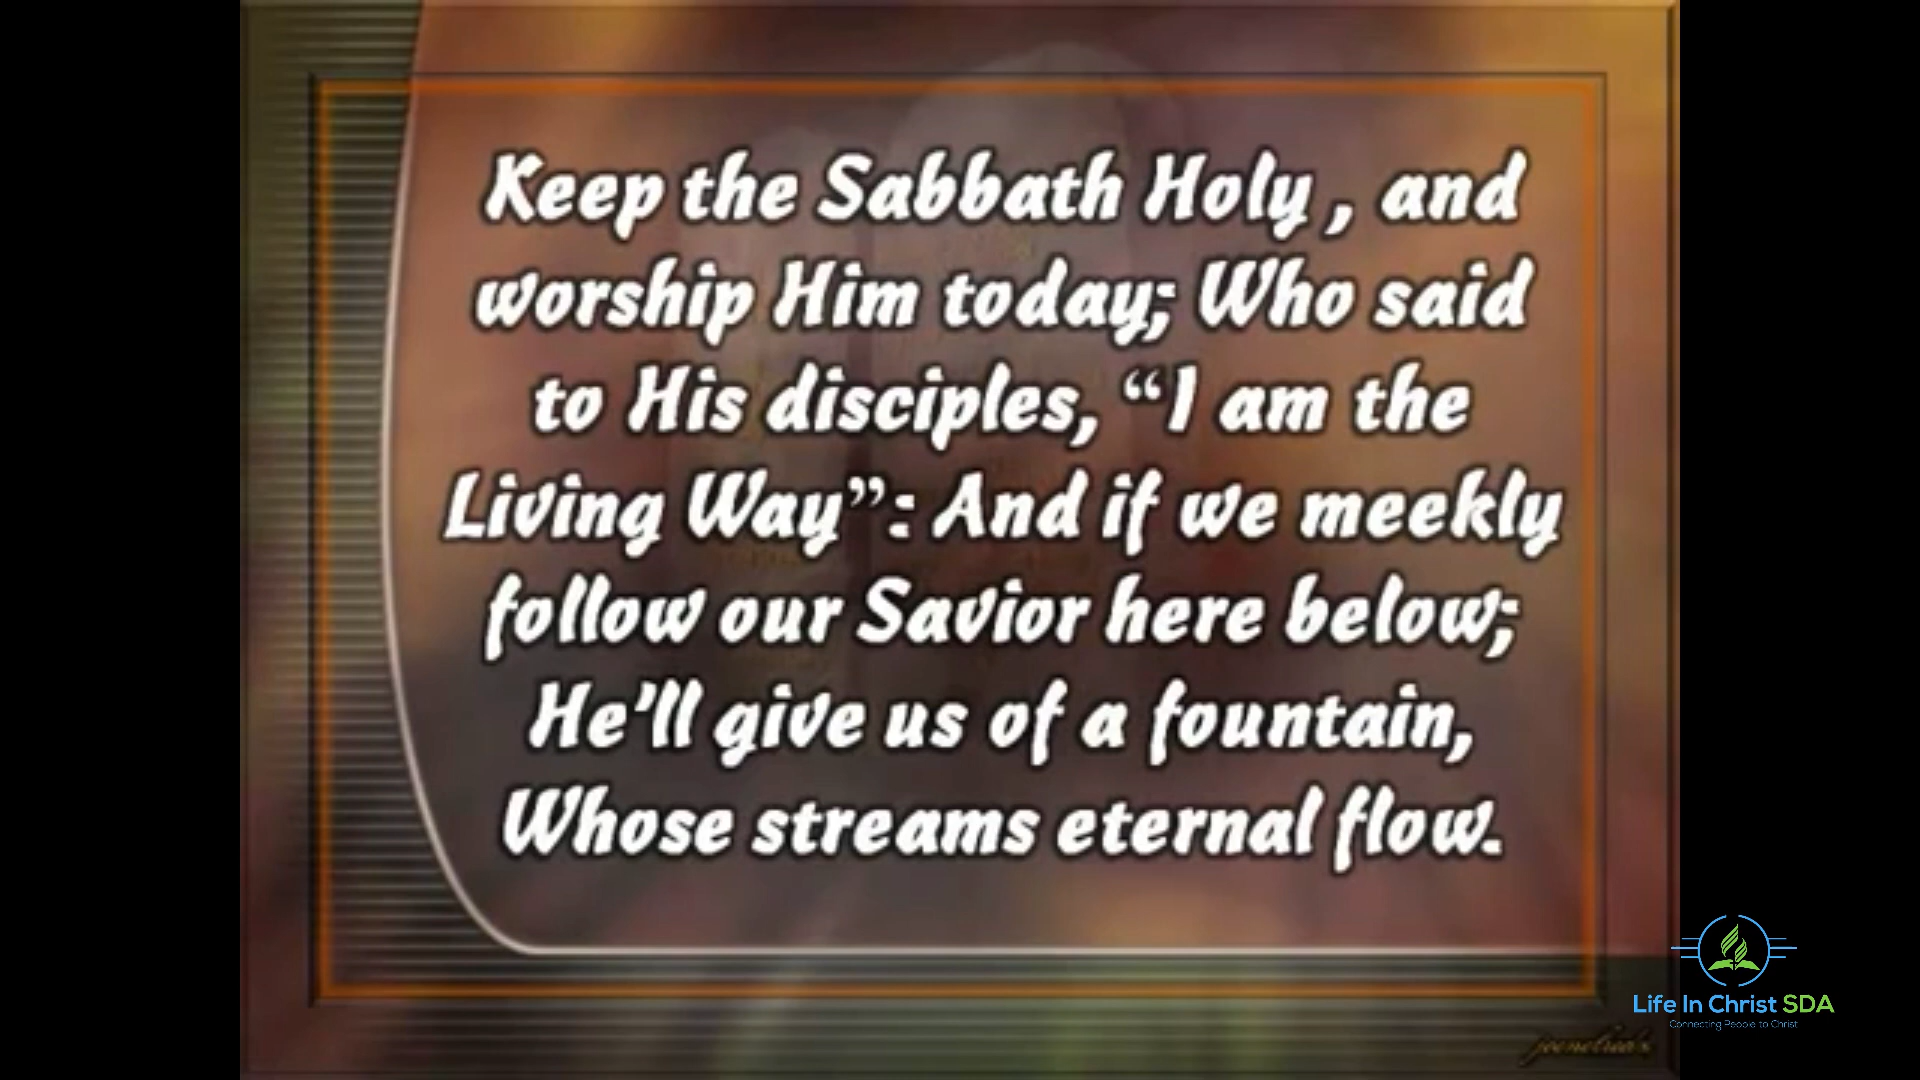 Keep the Sabbath Holy , and
worship Him today; Who said
to His disciples, “I am the
Living Way”: And if we meekly
follow our Savior here below;
He’ll give us of a fountain,
Whose streams eternal flow.
Life In Christ SDA
Connecting People to Christ